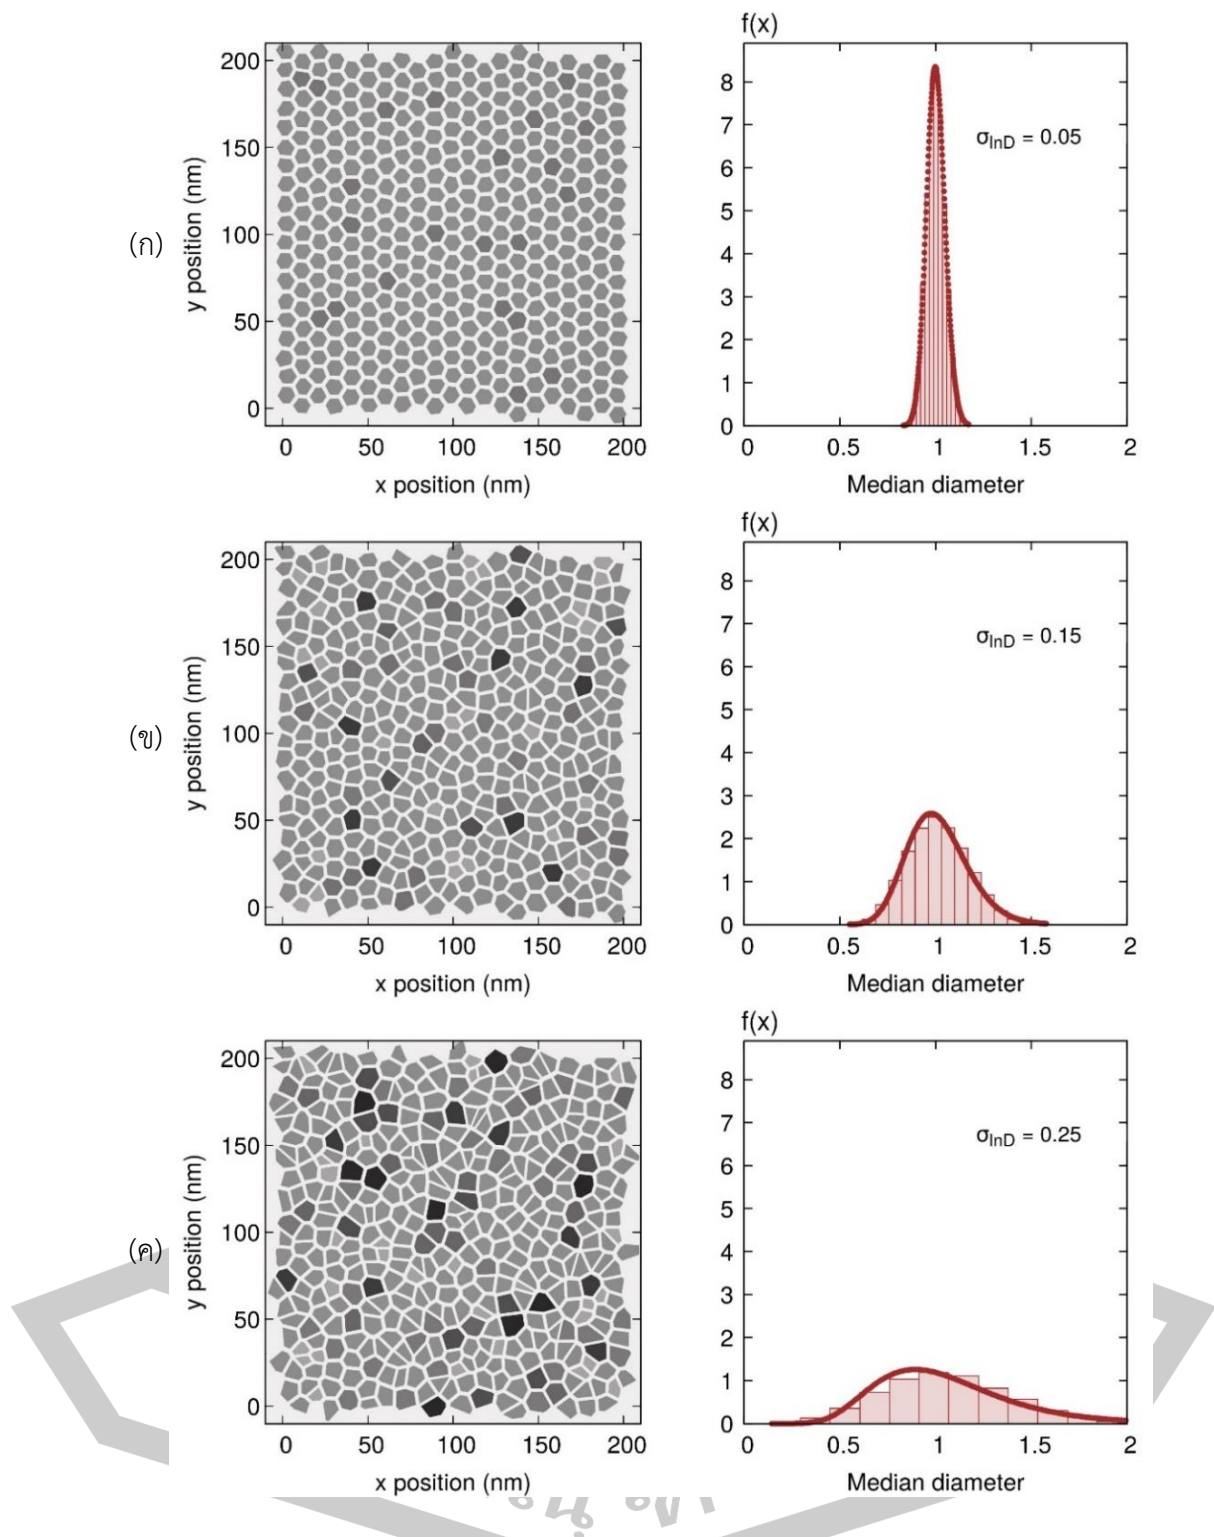 f(x)
200
150
100
50
0
0 50 100 150 200
x position (nm)
y position (nm)
(ก)
8
7
6
5
4
3
2
1
0
0 0.5 1 1.5 2
Median diameter
σlnD = 0.05
f(x)
200
150
100
50
0
0 50 100 150 200
x position (nm)
y position (nm)
(ข)
8
7
6
5
4
3
2
1
0
0 0.5 1 1.5 2
Median diameter
σlnD = 0.15
f(x)
200
150
100
50
0
0 50 100 150 200
x position (nm)
y position (nm)
(ค)
8
7
6
5
4
3
2
1
0
0 0.5 1 1.5 2
Median diameter
σlnD = 0.25